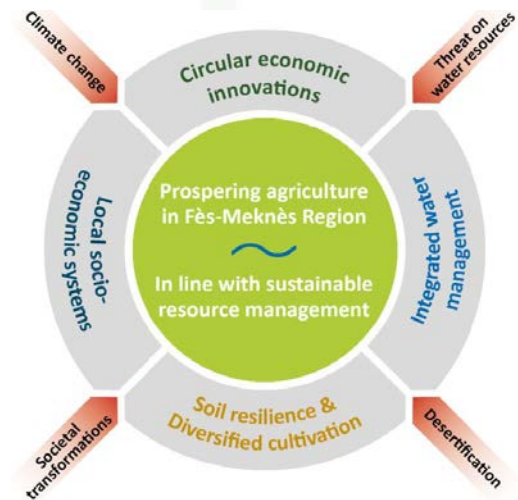 Climate
change
Threat on
water resources
Circular economic
innovations
Local socio-
economic systems
Prospering agriculture
in Fès-Meknès Region
In line with sustainable
resource management
Integrated water
management
Soil resilience &
Diversified cultivation
Societal
transformations
Desertification